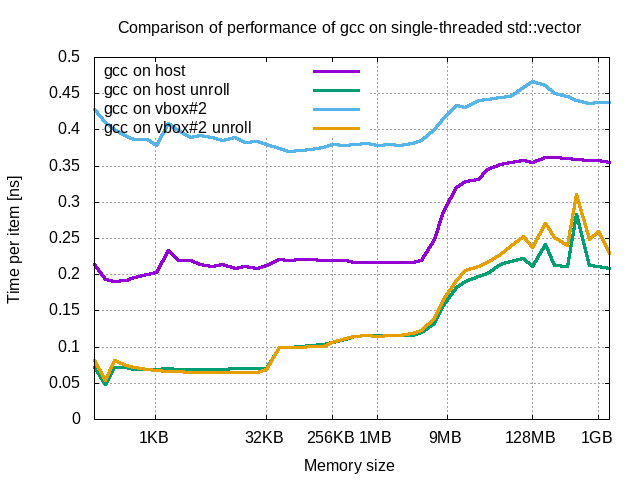 Comparison of performance of gcc on single-threaded std::vector
0.5
0.45
0.4
0.35
0.3
0.25
0.2
0.15
0.1
0.05
0
Time per item [ns]
gcc on host
gcc on host unroll
gcc on vbox#2
gcc on vbox#2 unroll
1KB 32KB 256KB 1MB 9MB 128MB 1GB
Memory size